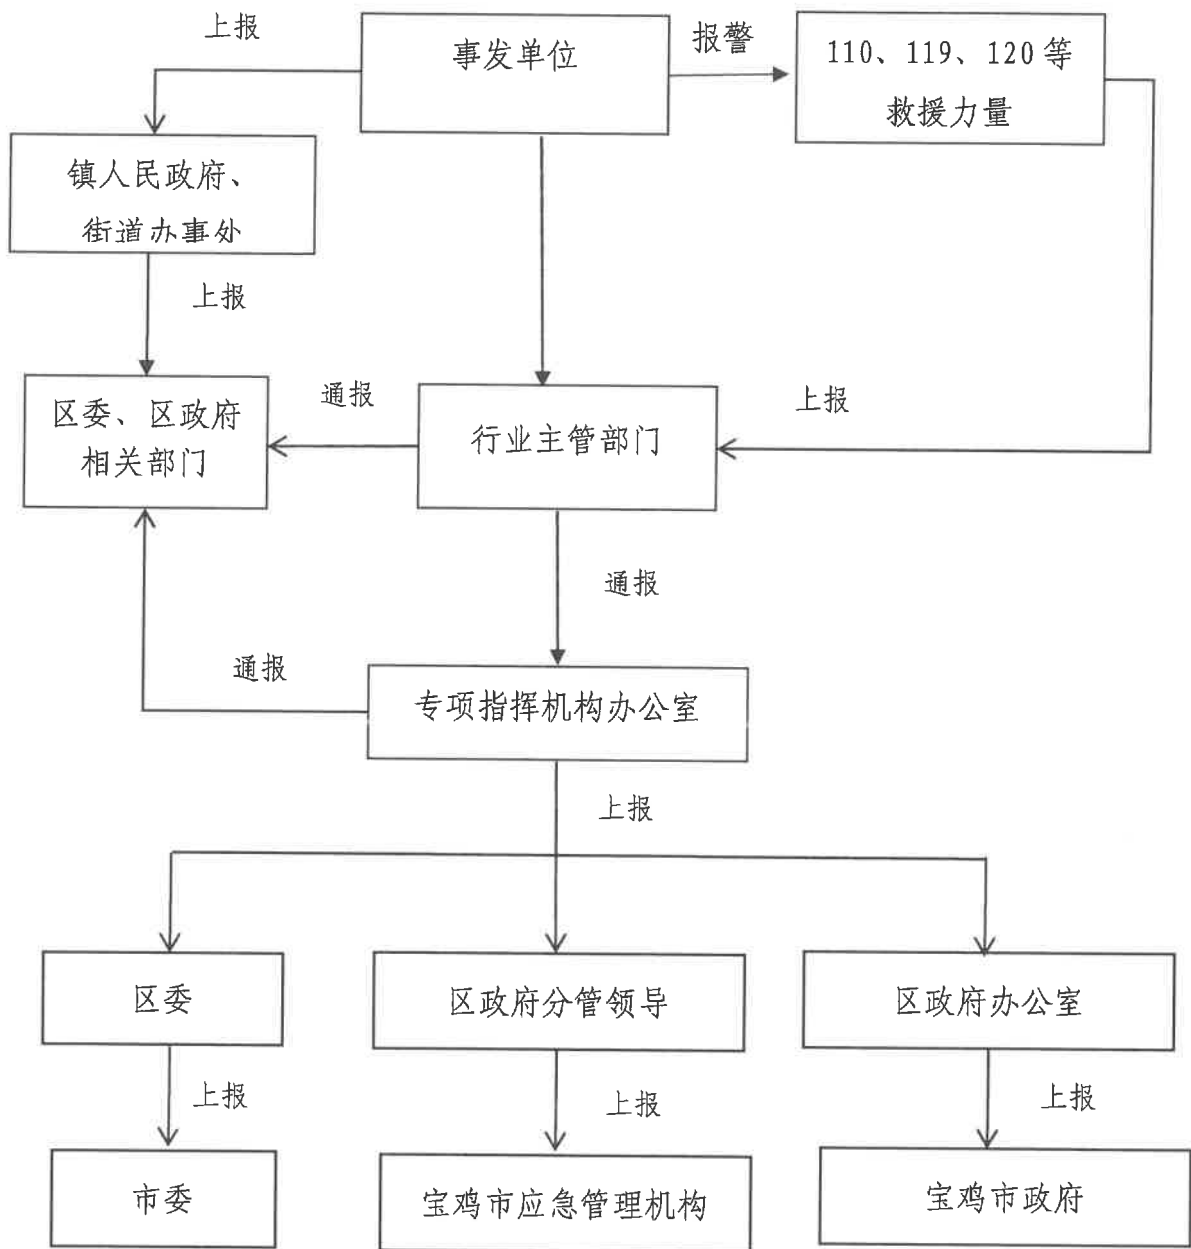 上报
事发单位
报警
110、119、120 等
救援力量
镇人民政府、
街道办事处
上报
区委、区政府
相关部门
通报
行业主管部门
上报
通报
通报
专项指挥机构办公室
上报
区委
区政府分管领导
区政府办公室
上报
上报
上报
市委
宝鸡市应急管理机构
宝鸡市政府